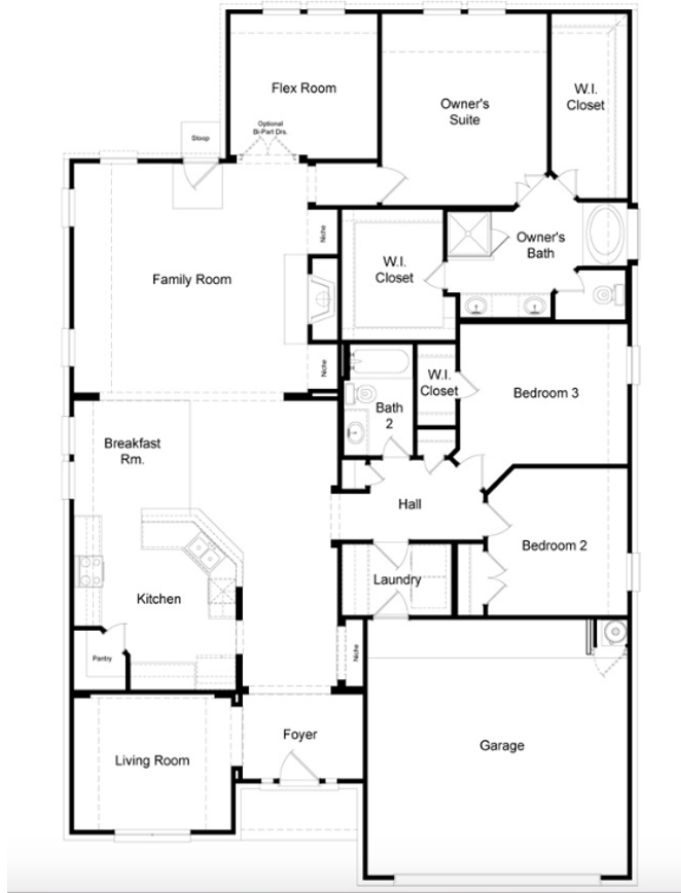 Flex Room
Optional
Bi-Part Drs.
Stoop
Owner's
Suite
W.I.
Closet
Family Room
Niche
W.I.
Closet
Owner's
Bath
Niche
W.I.
Closet
Bedroom 3
Bath
2
Breakfast
Rm.
Hall
Bedroom 2
Kitchen
Laundry
Pantry
Niche
Living Room
Foyer
Garage